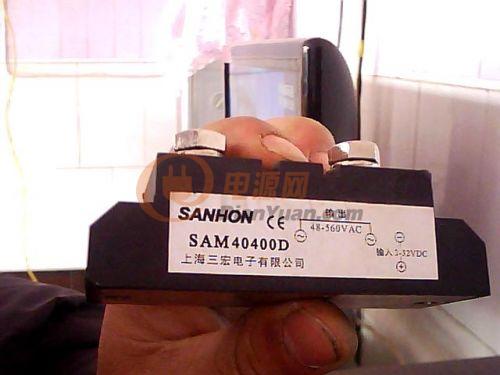 SANHON CE 输出
48-560VAC
SAM40400D
输入3-32VDC
上海三宏电子有限公司
电源网
DianYuan.com